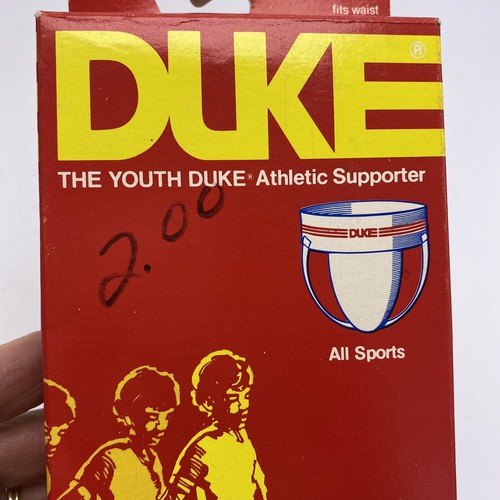 fits waist
DUKE®
THE YOUTH DUKE® Athletic Supporter
2.00
DUKE
All Sports